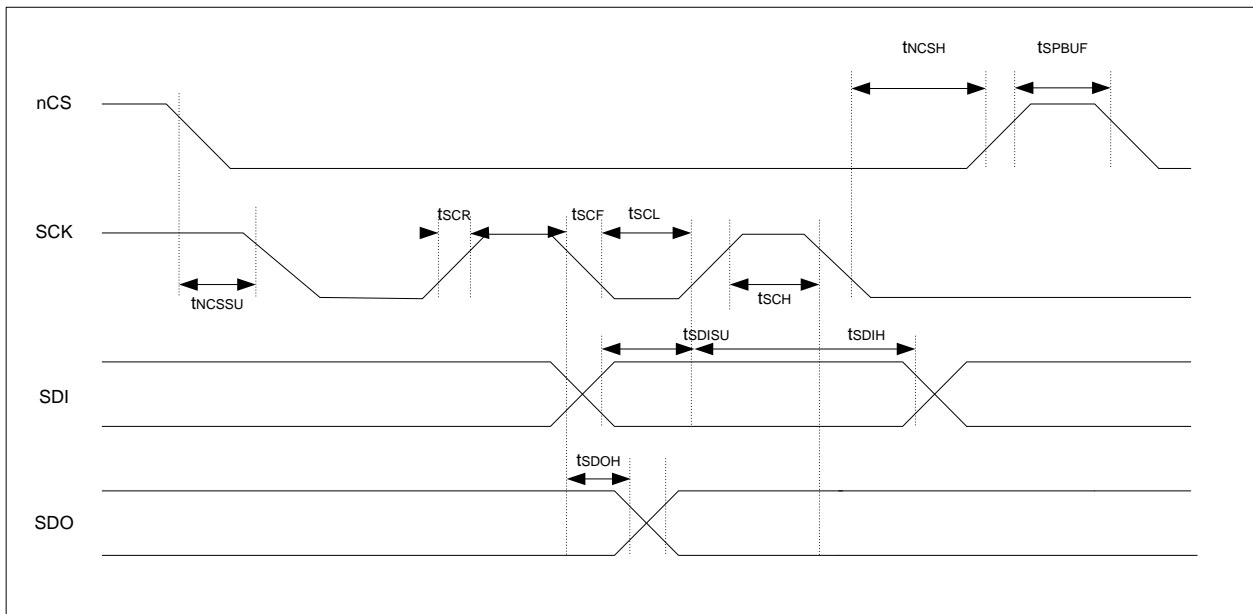 tNCSH
tSPBUF
nCS
tSCR
tSCF
tSCL
SCK
tNCSSU
tSCH
tSDISU
tSDIH
SDI
tSDOH
SDO